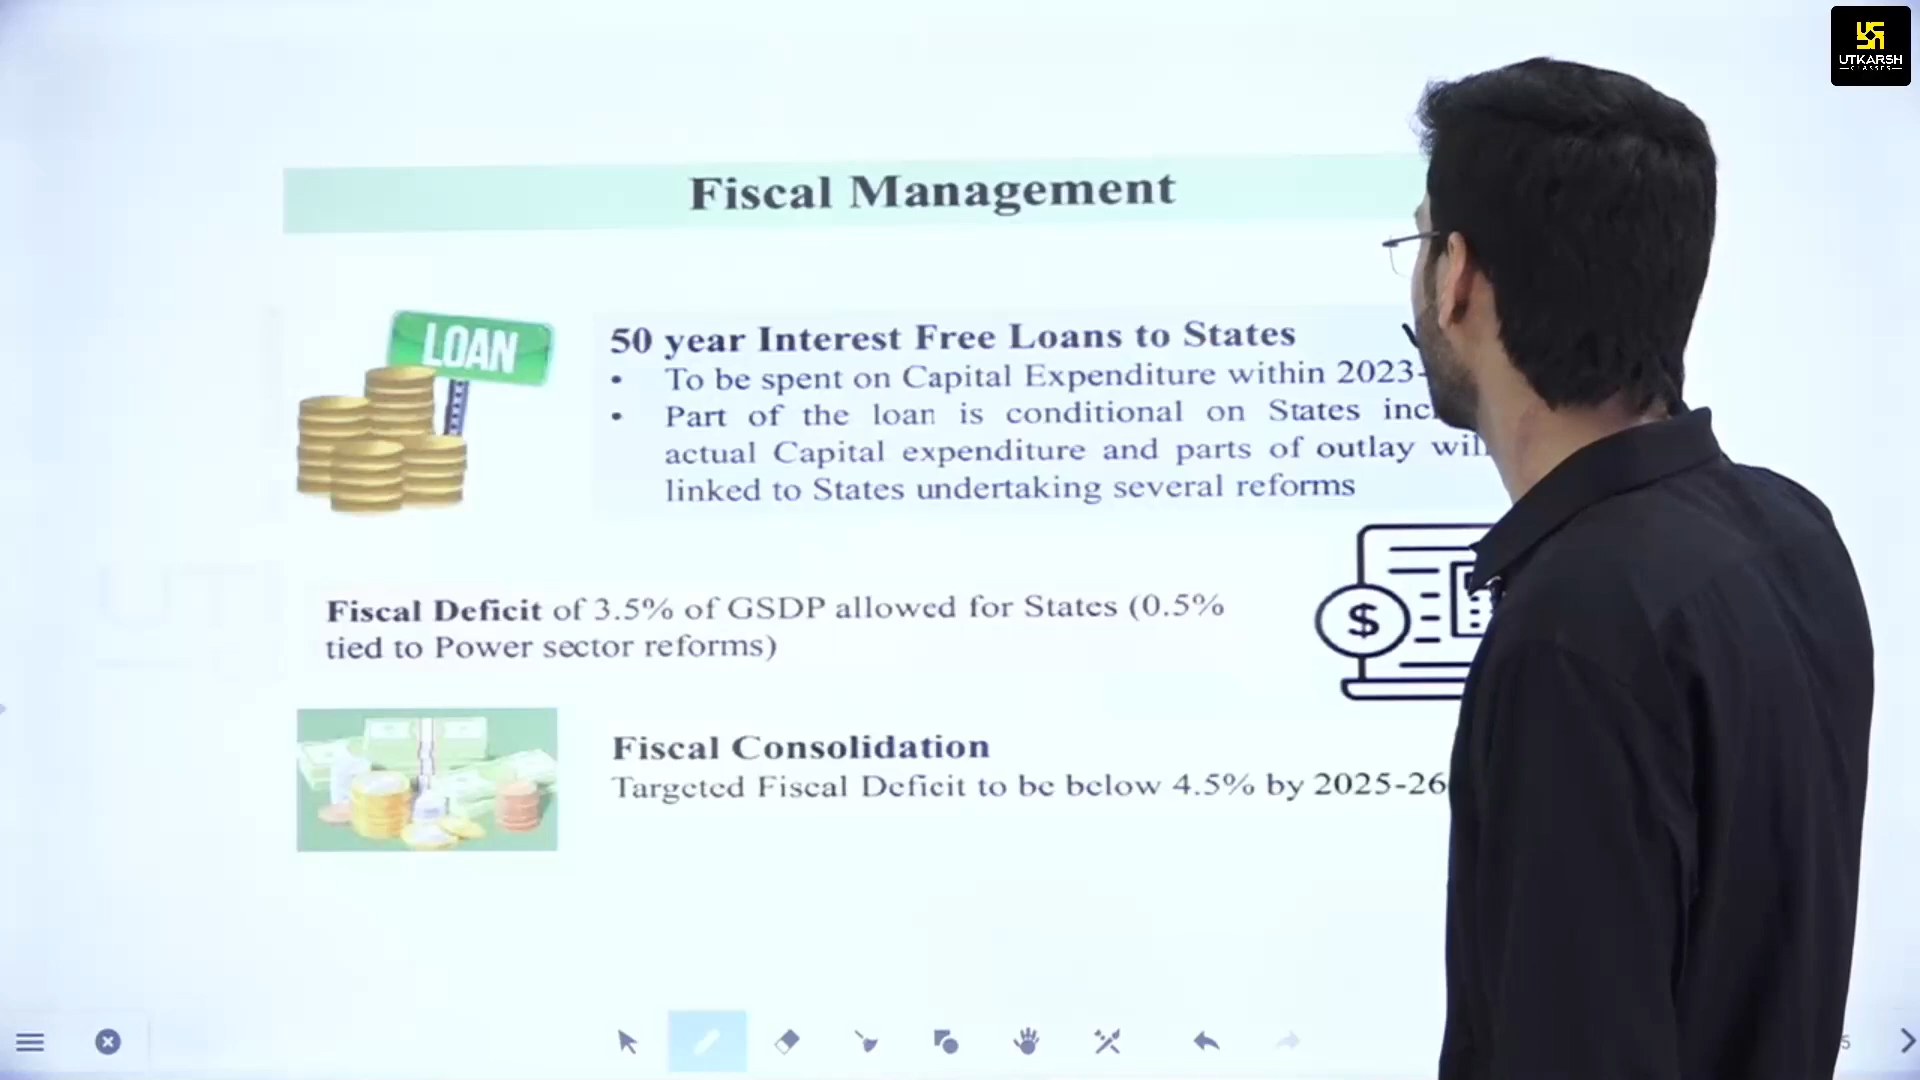 UTKARSH
CLASSES
Fiscal Management
LOAN
50 year Interest Free Loans to States
• To be spent on Capital Expenditure within 2023-
• Part of the loan is conditional on States
actual Capital expenditure and parts of outlay
linked to States undertaking several reforms
Fiscal Deficit of 3.5% of GSDP allowed for States (0.5%
tied to Power sector reforms)
$
Fiscal Consolidation
Targeted Fiscal Deficit to be below 4.5% by 2025-26
5